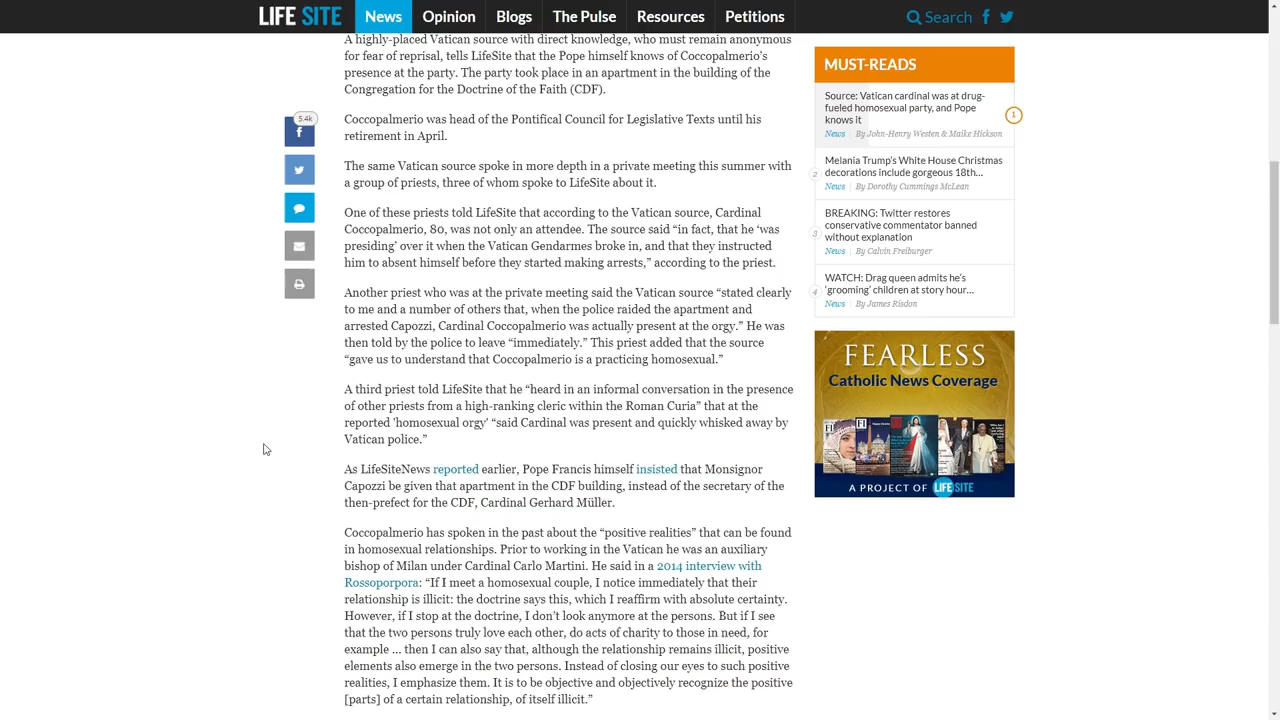 LIFE SITE News Opinion Blogs The Pulse Resources Petitions Search
A highly-placed Vatican source with direct knowledge, who must remain anonymous
for fear of reprisal, tells LifeSite that the Pope himself knows of Coccopalmerio's
presence at the party. The party took place in an apartment in the building of the
Congregation for the Doctrine of the Faith (CDF).
5.4k
Coccopalmerio was head of the Pontifical Council for Legislative Texts until his
retirement in April.
The same Vatican source spoke in more depth in a private meeting this summer with
a group of priests, three of whom spoke to LifeSite about it.
One of these priests told LifeSite that according to the Vatican source, Cardinal
Coccopalmerio, 80, was not only an attendee. The source said “in fact, that he ‘was
presiding’ over it when the Vatican Gendarmes broke in, and that they instructed
him to absent himself before they started making arrests,” according to the priest.
Another priest who was at the private meeting said the Vatican source “stated clearly
to me and a number of others that, when the police raided the apartment and
arrested Capozzi, Cardinal Coccopalmerio was actually present at the orgy.” He was
then told by the police to leave “immediately.” This priest added that the source
“gave us to understand that Coccopalmerio is a practicing homosexual.”
A third priest told LifeSite that he “heard in an informal conversation in the presence
of other priests from a high-ranking cleric within the Roman Curia” that at the
reported 'homosexual orgy' “said Cardinal was present and quickly whisked away by
Vatican police.”
As LifeSiteNews reported earlier, Pope Francis himself insisted that Monsignor
Capozzi be given that apartment in the CDF building, instead of the secretary of the
then-prefect for the CDF, Cardinal Gerhard Müller.
Coccopalmerio has spoken in the past about the “positive realities” that can be found
in homosexual relationships. Prior to working in the Vatican he was an auxiliary
bishop of Milan under Cardinal Carlo Martini. He said in a 2014 interview with
Rossoporpora: “If I meet a homosexual couple, I notice immediately that their
relationship is illicit: the doctrine says this, which I reaffirm with absolute certainty.
However, if I stop at the doctrine, I don’t look anymore at the persons. But if I see
that the two persons truly love each other, do acts of charity to those in need, for
example ... then I can also say that, although the relationship remains illicit, positive
elements also emerge in the two persons. Instead of closing our eyes to such positive
realities, I emphasize them. It is to be objective and objectively recognize the positive
[parts] of a certain relationship, of itself illicit.”
MUST-READS
Source: Vatican cardinal was at drug-
fueled homosexual party, and Pope
knows it
1
News | By John-Henry Westen & Maike Hickson
Melania Trump’s White House Christmas
decorations include gorgeous 18th...
2
News | By Dorothy Cummings McLean
BREAKING: Twitter restores
conservative commentator banned
without explanation
3
News | By Calvin Freiburger
WATCH: Drag queen admits he’s
‘grooming’ children at story hour...
4
News | By James Risdon
FEARLESS
Catholic News Coverage
A PROJECT OF LIFE SITE